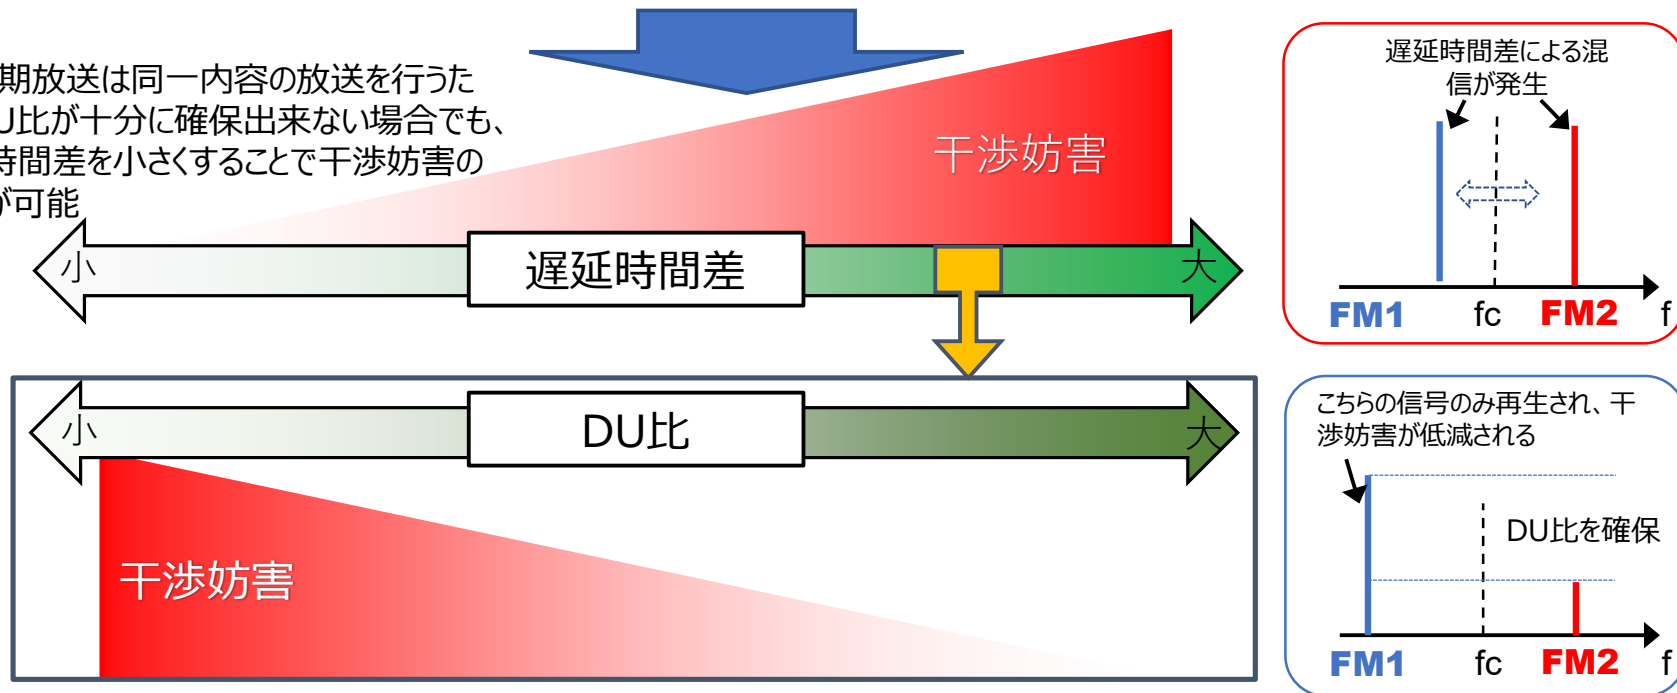 期放送は同一内容の放送を行うた
U比が十分に確保出来ない場合でも、
時間差を小さくすることで干渉妨害の
が可能
干渉妨害
小
遅延時間差
大
小
DU比
大
干渉妨害
遅延時間差による混
信が発生
FM1
fc
FM2
f
こちらの信号のみ再生され、干
渉妨害が低減される
DU比を確保
FM1
fc
FM2
f